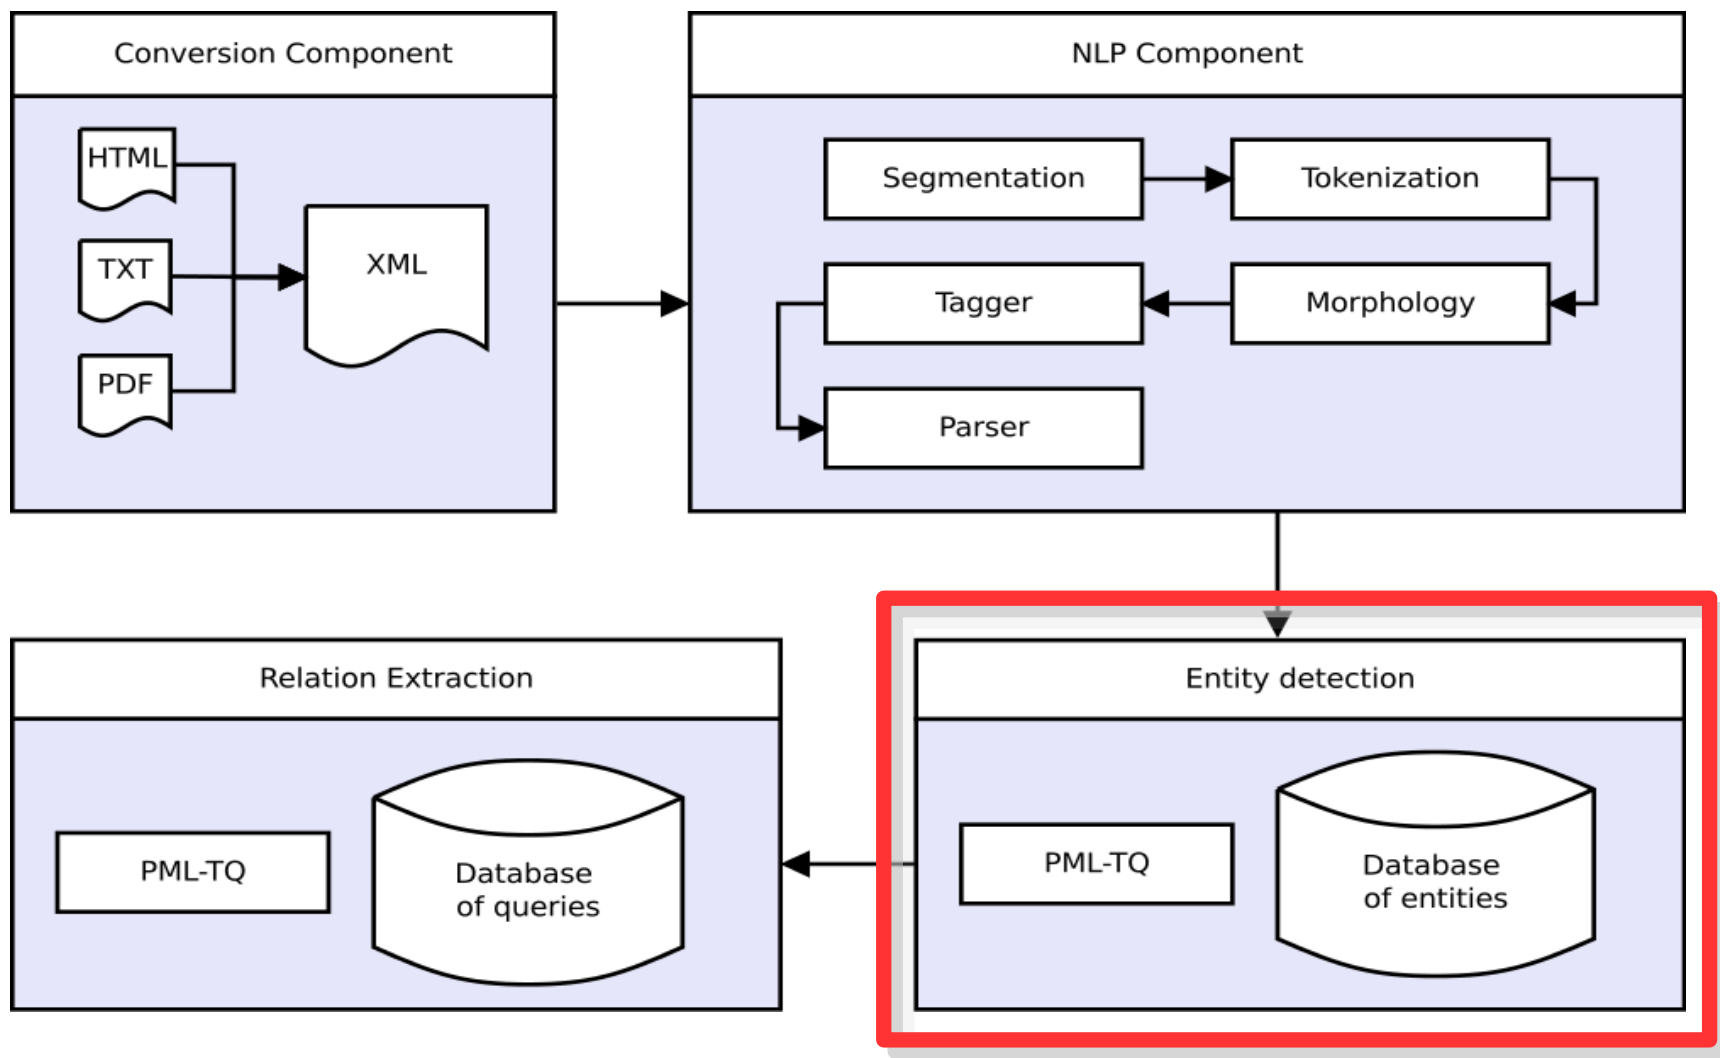 Conversion Component
HTML
TXT
PDF
XML
NLP Component
Segmentation
Tokenization
Tagger
Morphology
Parser
Relation Extraction
PML-TQ
Database
of queries
Entity detection
PML-TQ
Database
of entities